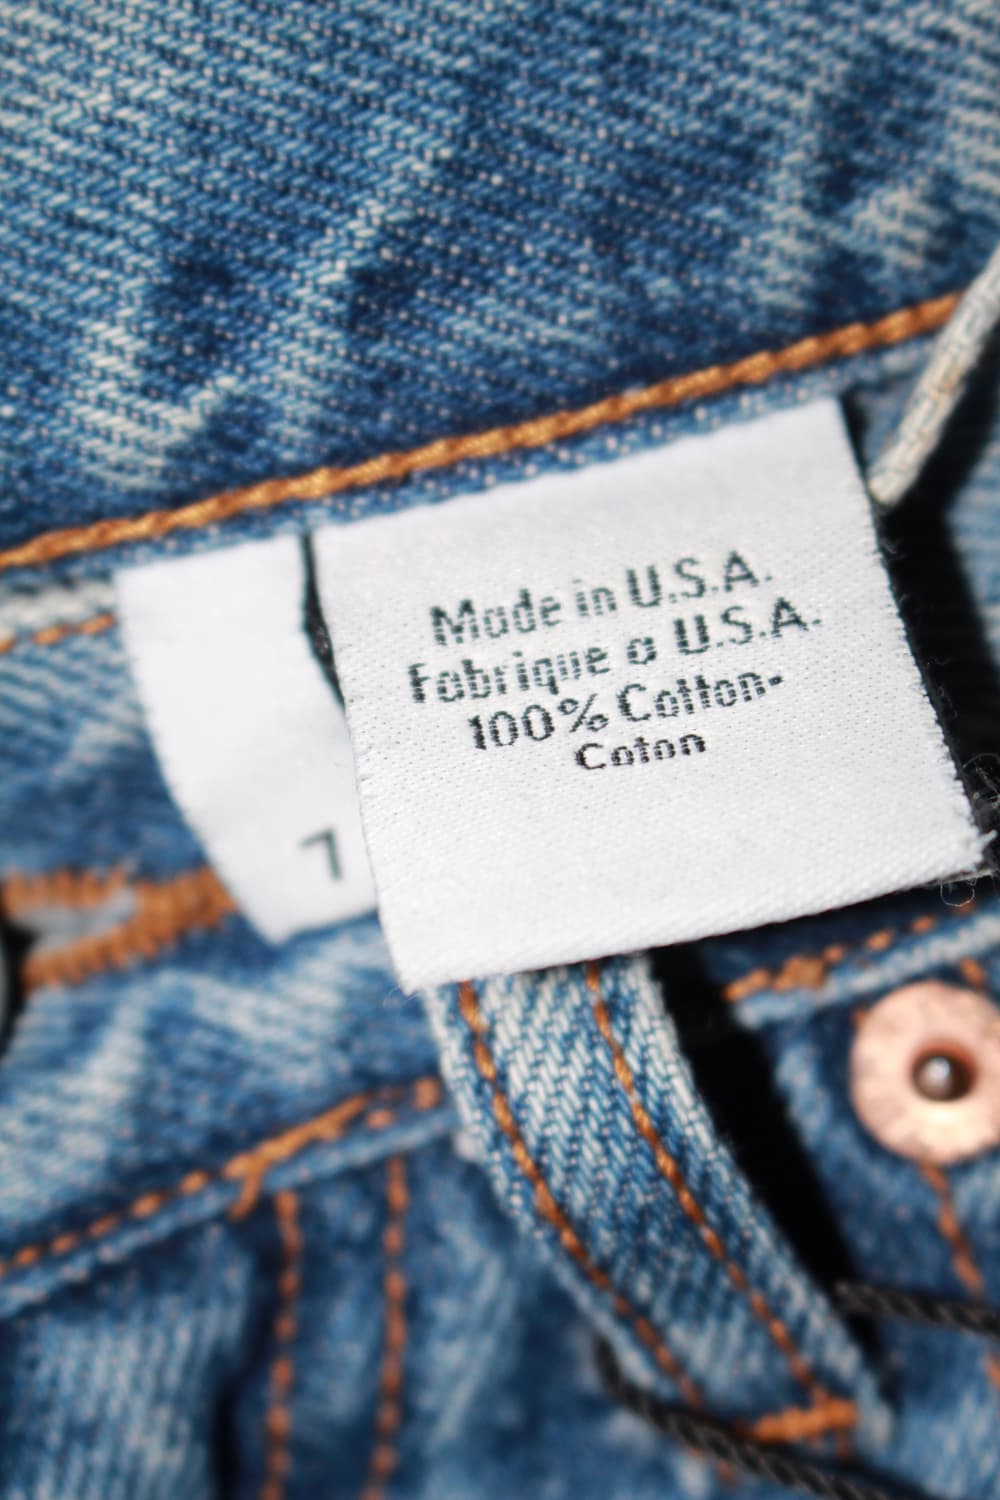 Made in U.S.A.
Fabrique a U.S.A.
100% Cotton-
Coton
7